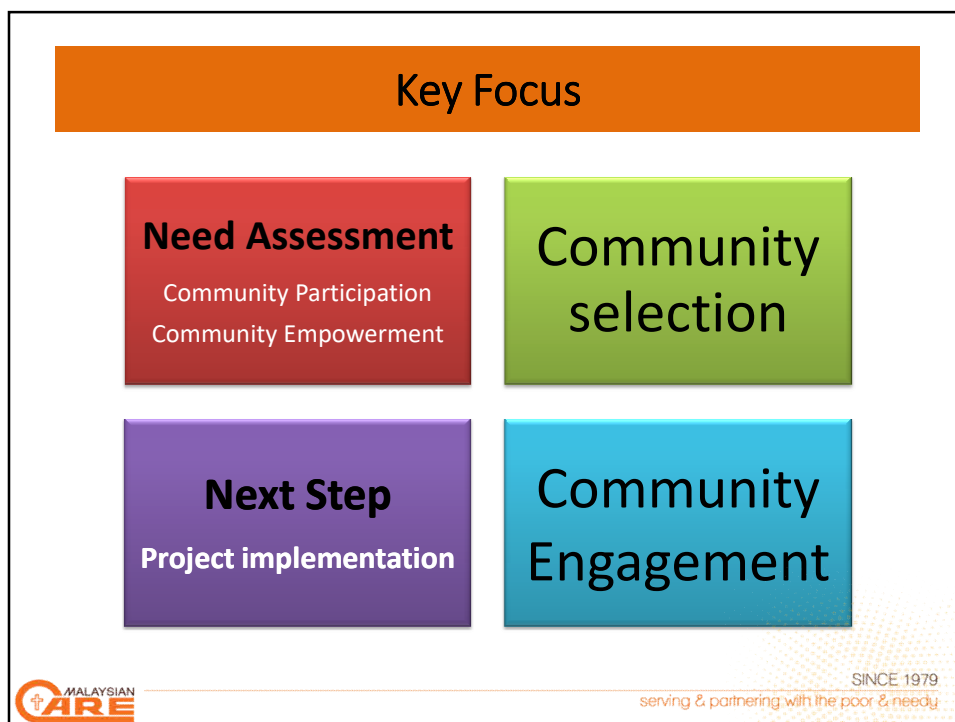 Key Focus
Need Assessment
Community Participation
Community Empowerment
Community
selection
Next Step
Project implementation
Community
Engagement
MALAYSIAN
CARE
SINCE 1979
serving & partnering with the poor & needy